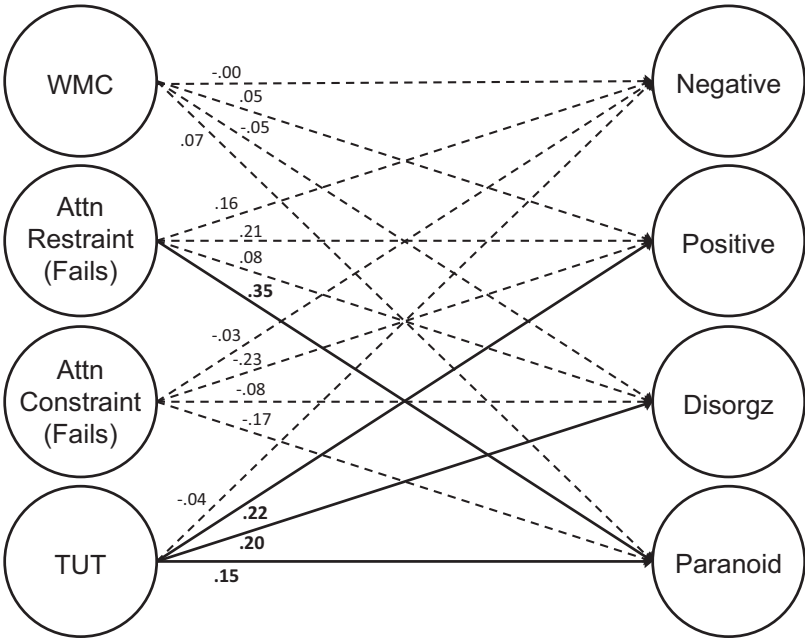 WMC
-.00
.05
-.05
.07
Negative
Attn
Restraint
(Fails)
.16
.21
.08
.35
Positive
Attn
Constraint
(Fails)
-.03
-.23
-.08
-.17
Disorgz
TUT
-.04
.22
.20
.15
Paranoid